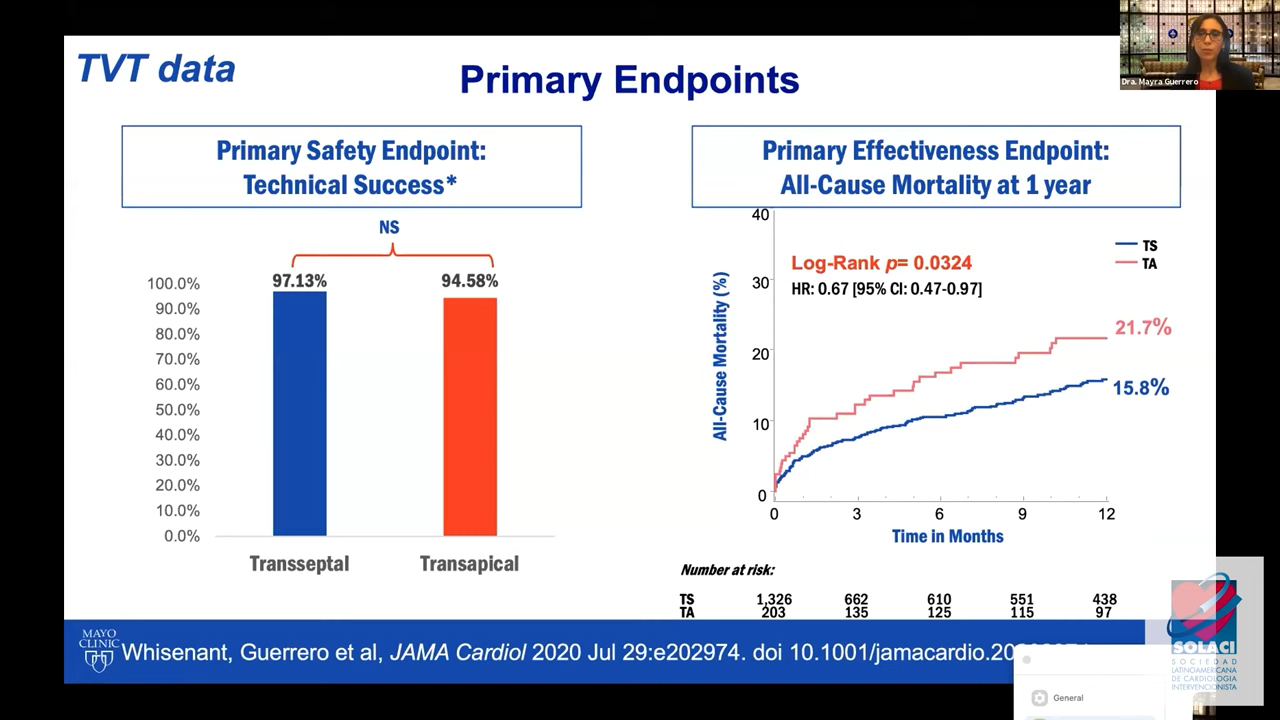 Dra. Mayra Guerrero
TVT data
Primary Endpoints
Primary Safety Endpoint:
Technical Success*
NS
97.13%
94.58%
100.0%
90.0%
80.0%
70.0%
60.0%
50.0%
40.0%
30.0%
20.0%
10.0%
0.0%
Transseptal
Transapical
Primary Effectiveness Endpoint:
All-Cause Mortality at 1 year
Log-Rank p= 0.0324
HR: 0.67 [95% CI: 0.47-0.97]
TS
TA
21.7%
15.8%
All-Cause Mortality (%)
40
30
20
10
0
0 3 6 9 12
Time in Months
Number at risk:
TS 1,326 662 610 551 438
TA 203 135 125 115 97
MAYO
CLINIC
Whisenant, Guerrero et al, JAMA Cardiol 2020 Jul 29:e202974. doi 10.1001/jamacardio.20
SOLACI
SOCIEDAD
LATINOAMERICANA
DE CARDIOLOGIA
INTERVENCIONISTA
General